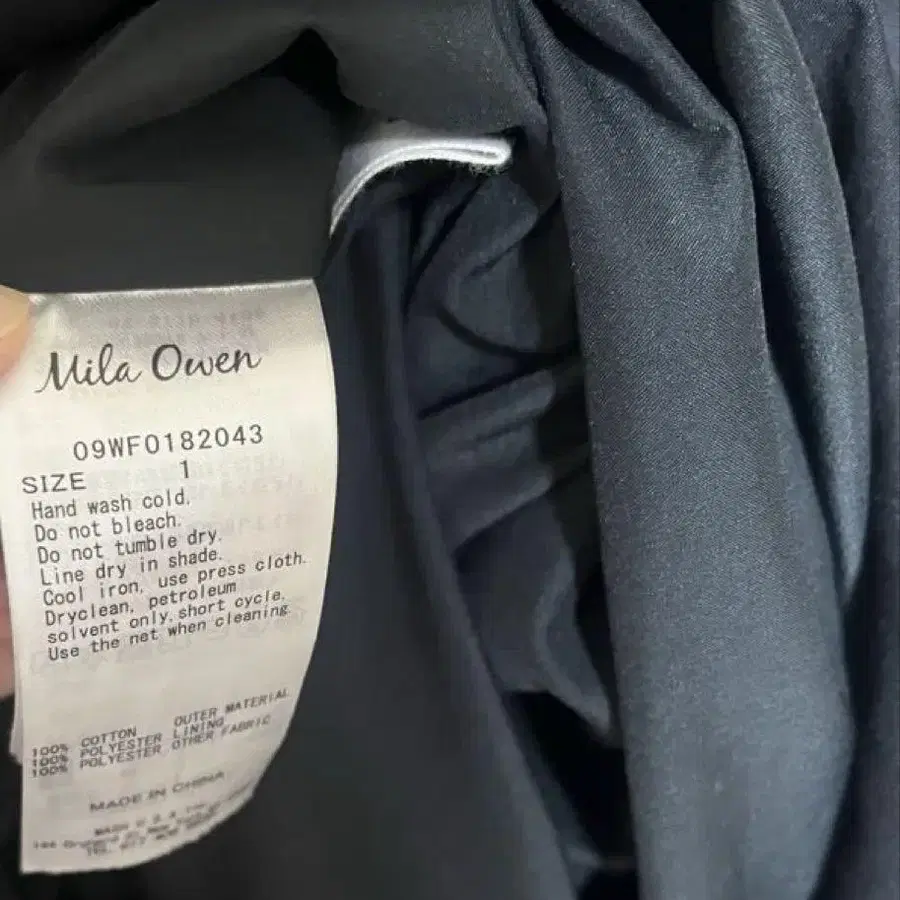 Mila Owen
09WF0182043
SIZE 1
Hand wash cold.
Do not bleach.
Do not tumble dry.
Line dry in shade.
Cool iron, use press cloth.
Dryclean, petroleum
solvent only, short cycle.
Use the net when cleaning.
OUTER MATERIAL
100% COTTON
100% POLYESTER LINING
100% POLYESTER OTHER FABRIC
MADE IN CHINA